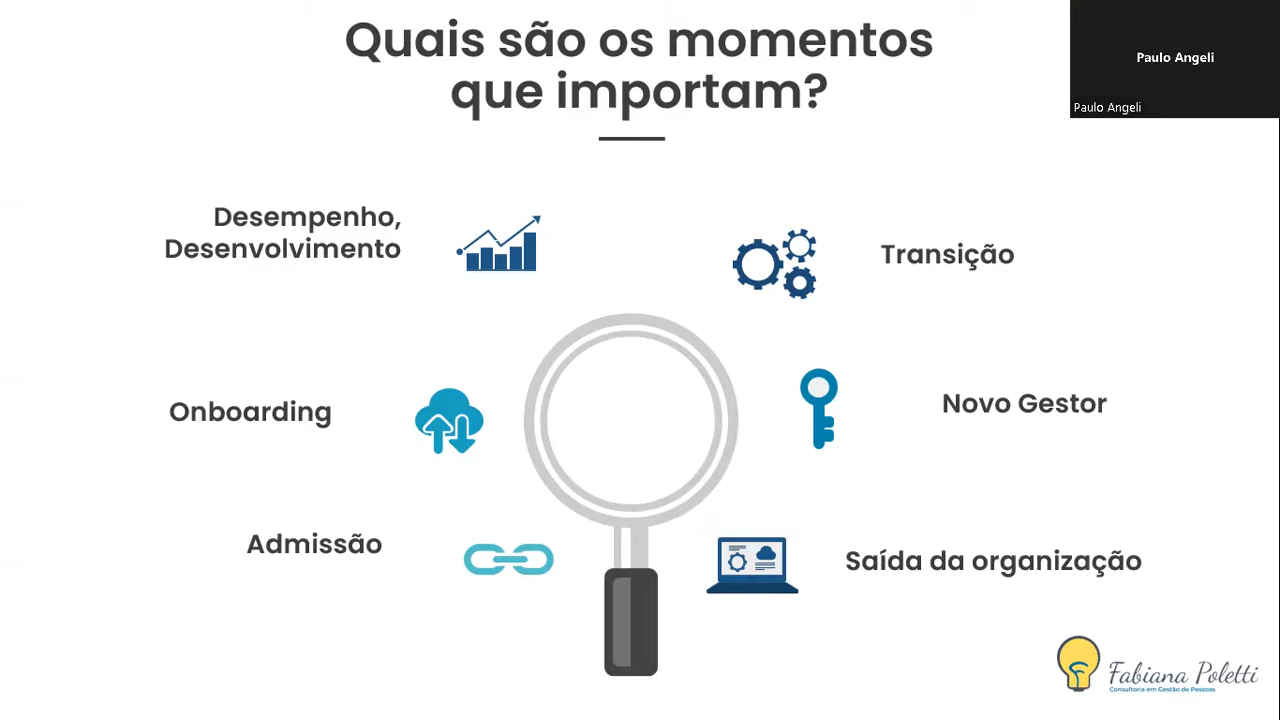 Quais são os momentos
que importam?
Paulo Angeli
Paulo Angeli
Desempenho,
Desenvolvimento
Transição
Onboarding
Novo Gestor
Admissão
Saída da organização
Fabiana Poletti
Consultoria em Gestão de Pessoas